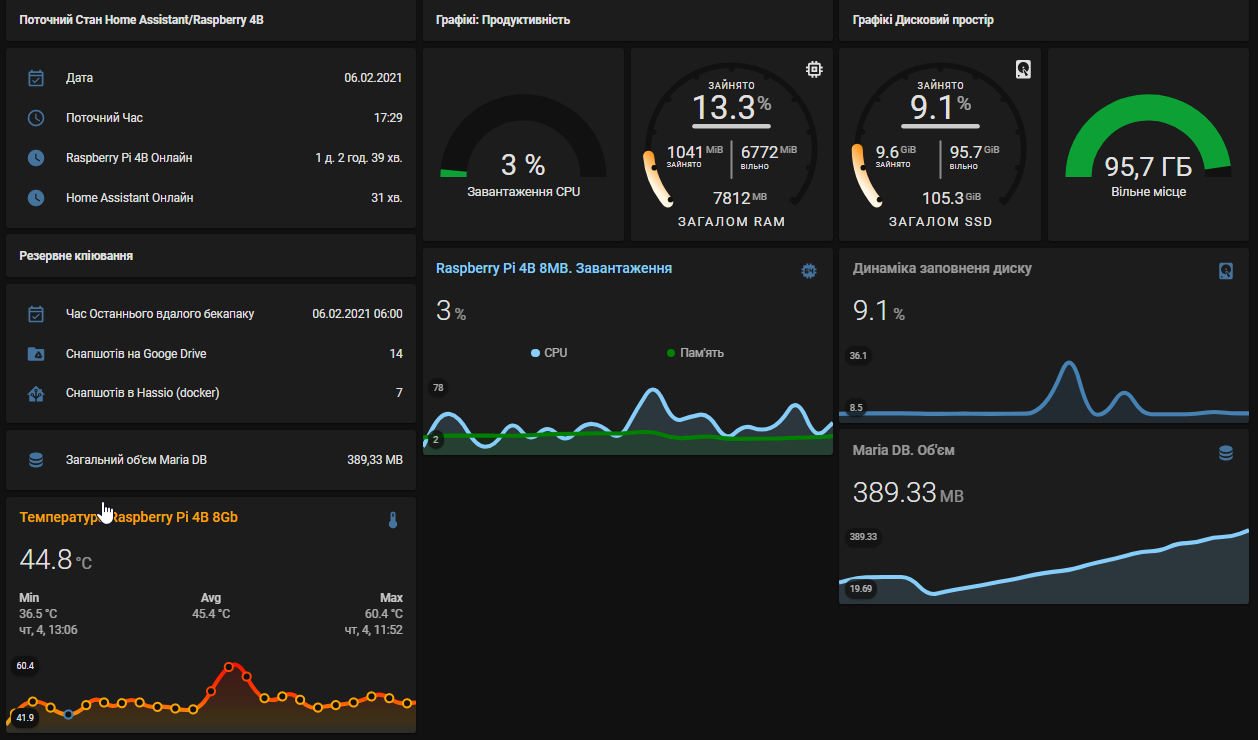 Поточний Стан Home Assistant/Raspberry 4B
Дата 06.02.2021
Поточний Час 17:29
Raspberry Pi 4B Онлайн 1 д. 2 год. 39 хв.
Home Assistant Онлайн 31 хв.
Резервне кпіювання
Час Останнього вдалого бекапаку 06.02.2021 06:00
Снапшотів на Googe Drive 14
Снапшотів в Hassio (docker) 7
Загальний об'єм Maria DB 389,33 MB
Температур Raspberry Pi 4B 8Gb
44.8 °C
Min Avg Max
36.5 °C 45.4 °C 60.4 °C
чт, 4, 13:06 чт, 4, 11:52
60.4
41.9
Графікі: Продуктивність
3 %
Завантаження CPU
ЗАЙНЯТО
13.3%
1041 MiB 6772 MiB
ЗАЙНЯТО ВІЛЬНО
7812 MB
ЗАГАЛОМ RAM
Raspberry Pi 4B 8MB. Завантаження
3 %
CPU Пам'ять
78
2
Графікі Дисковий простір
ЗАЙНЯТО
9.1%
9.6 GiB 95.7 GiB
ЗАЙНЯТО ВІЛЬНО
105.3 GiB
ЗАГАЛОМ SSD
95,7 ГБ
Вільне місце
Динаміка заповненя диску
9.1 %
36.1
8.5
Maria DB. Об'єм
389.33 MB
389.33
19.69